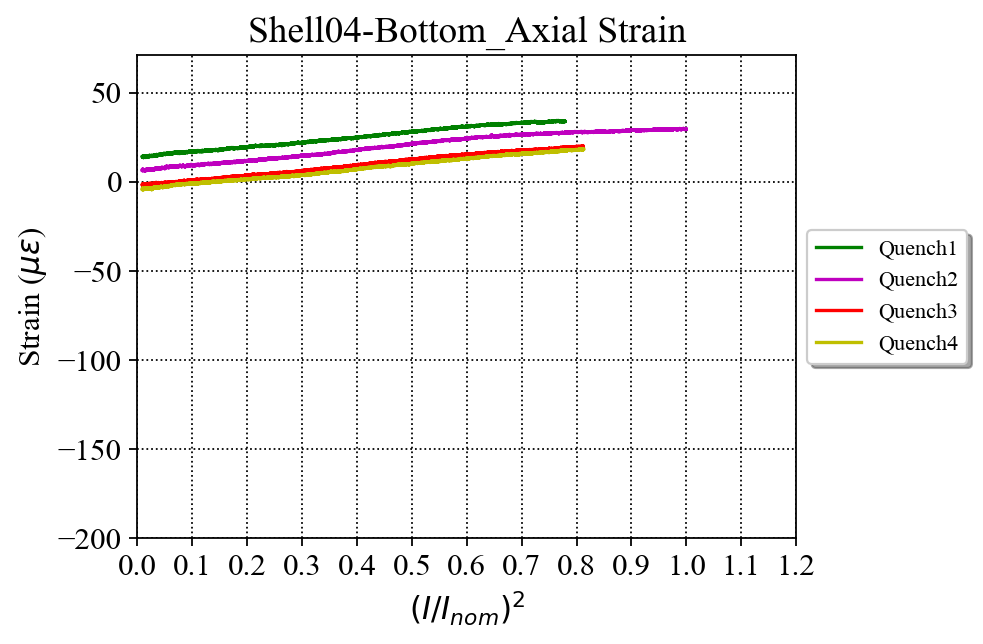 Shell04-Bottom_Axial Strain
50
0
−50
−100
−150
−200
Strain (με)
0.0 0.1 0.2 0.3 0.4 0.5 0.6 0.7 0.8 0.9 1.0 1.1 1.2
(I/I_nom)²
Quench1
Quench2
Quench3
Quench4